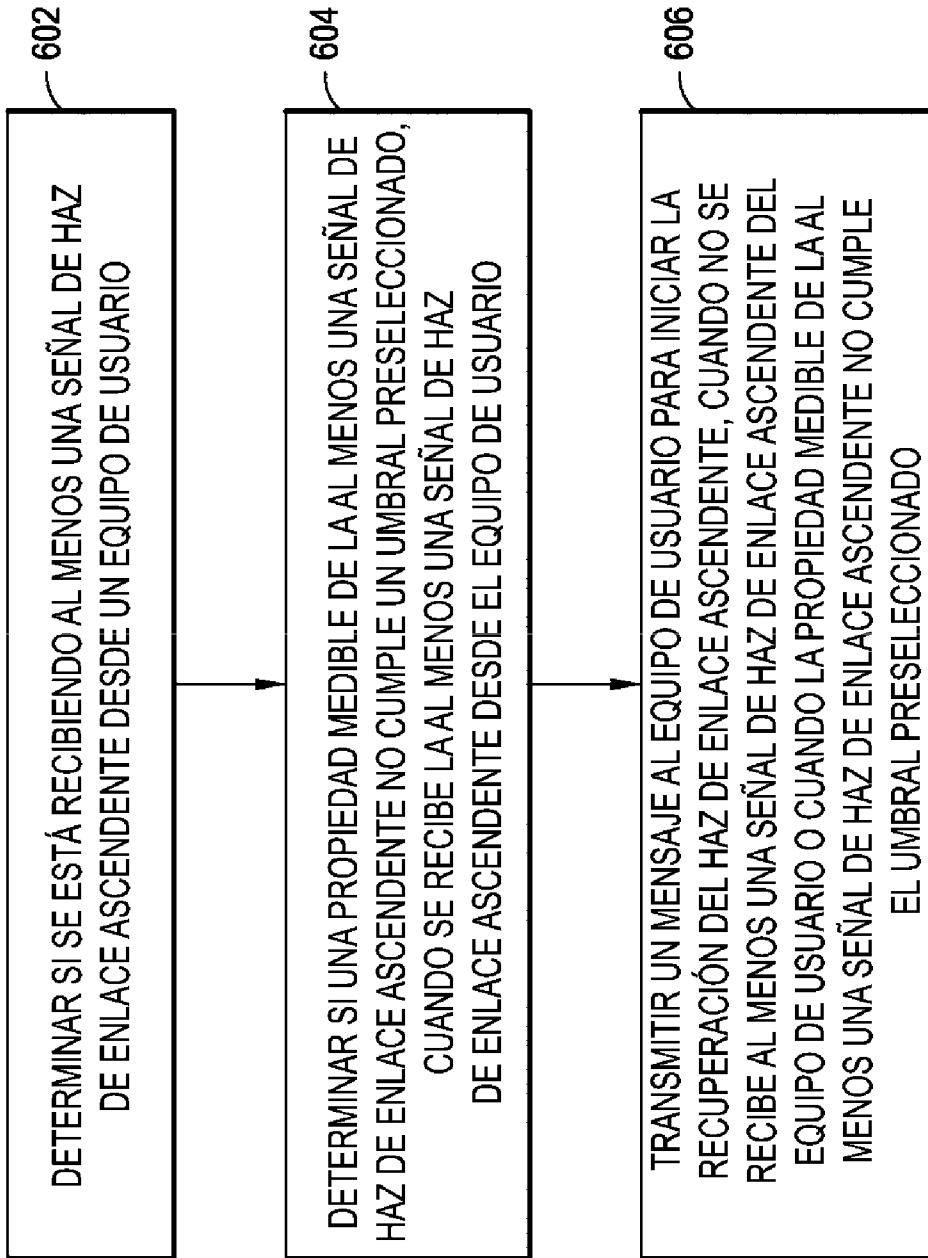 602
DETERMINAR SI SE ESTÁ RECIBIENDO AL MENOS UNA SEÑAL DE HAZ
DE ENLACE ASCENDENTE DESDE UN EQUIPO DE USUARIO
604
DETERMINAR SI UNA PROPIEDAD MEDIBLE DE LA AL MENOS UNA SEÑAL DE
HAZ DE ENLACE ASCENDENTE NO CUMPLE UN UMBRAL PRESELECCIONADO,
CUANDO SE RECIBE LA AL MENOS UNA SEÑAL DE HAZ
DE ENLACE ASCENDENTE DESDE EL EQUIPO DE USUARIO
606
TRANSMITIR UN MENSAJE AL EQUIPO DE USUARIO PARA INICIAR LA
RECUPERACIÓN DEL HAZ DE ENLACE ASCENDENTE, CUANDO NO SE
RECIBE AL MENOS UNA SEÑAL DE HAZ DE ENLACE ASCENDENTE DEL
EQUIPO DE USUARIO O CUANDO LA PROPIEDAD MEDIBLE DE LA AL
MENOS UNA SEÑAL DE HAZ DE ENLACE ASCENDENTE NO CUMPLE
EL UMBRAL PRESELECCIONADO